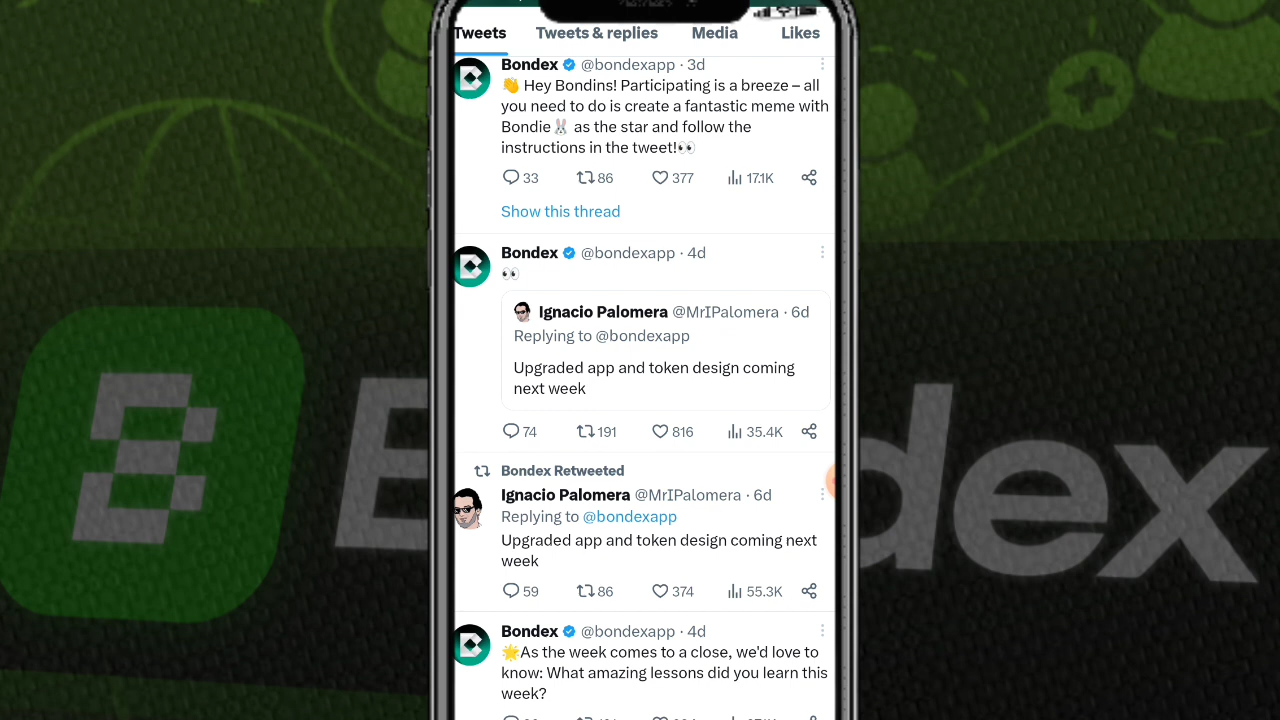 Tweets Tweets & replies Media Likes
Bondex @bondexapp · 3d
👋 Hey Bondins! Participating is a breeze – all
you need to do is create a fantastic meme with
Bondie🐰 as the star and follow the
instructions in the tweet!👀
33 86 377 17.1K
Show this thread
Bondex @bondexapp · 4d
👀
Ignacio Palomera @MrIPalomera · 6d
Replying to @bondexapp
Upgraded app and token design coming
next week
74 191 816 35.4K
Bondex Retweeted
Ignacio Palomera @MrIPalomera · 6d
Replying to @bondexapp
Upgraded app and token design coming next
week
59 86 374 55.3K
Bondex @bondexapp · 4d
🌟As the week comes to a close, we'd love to
know: What amazing lessons did you learn this
week?